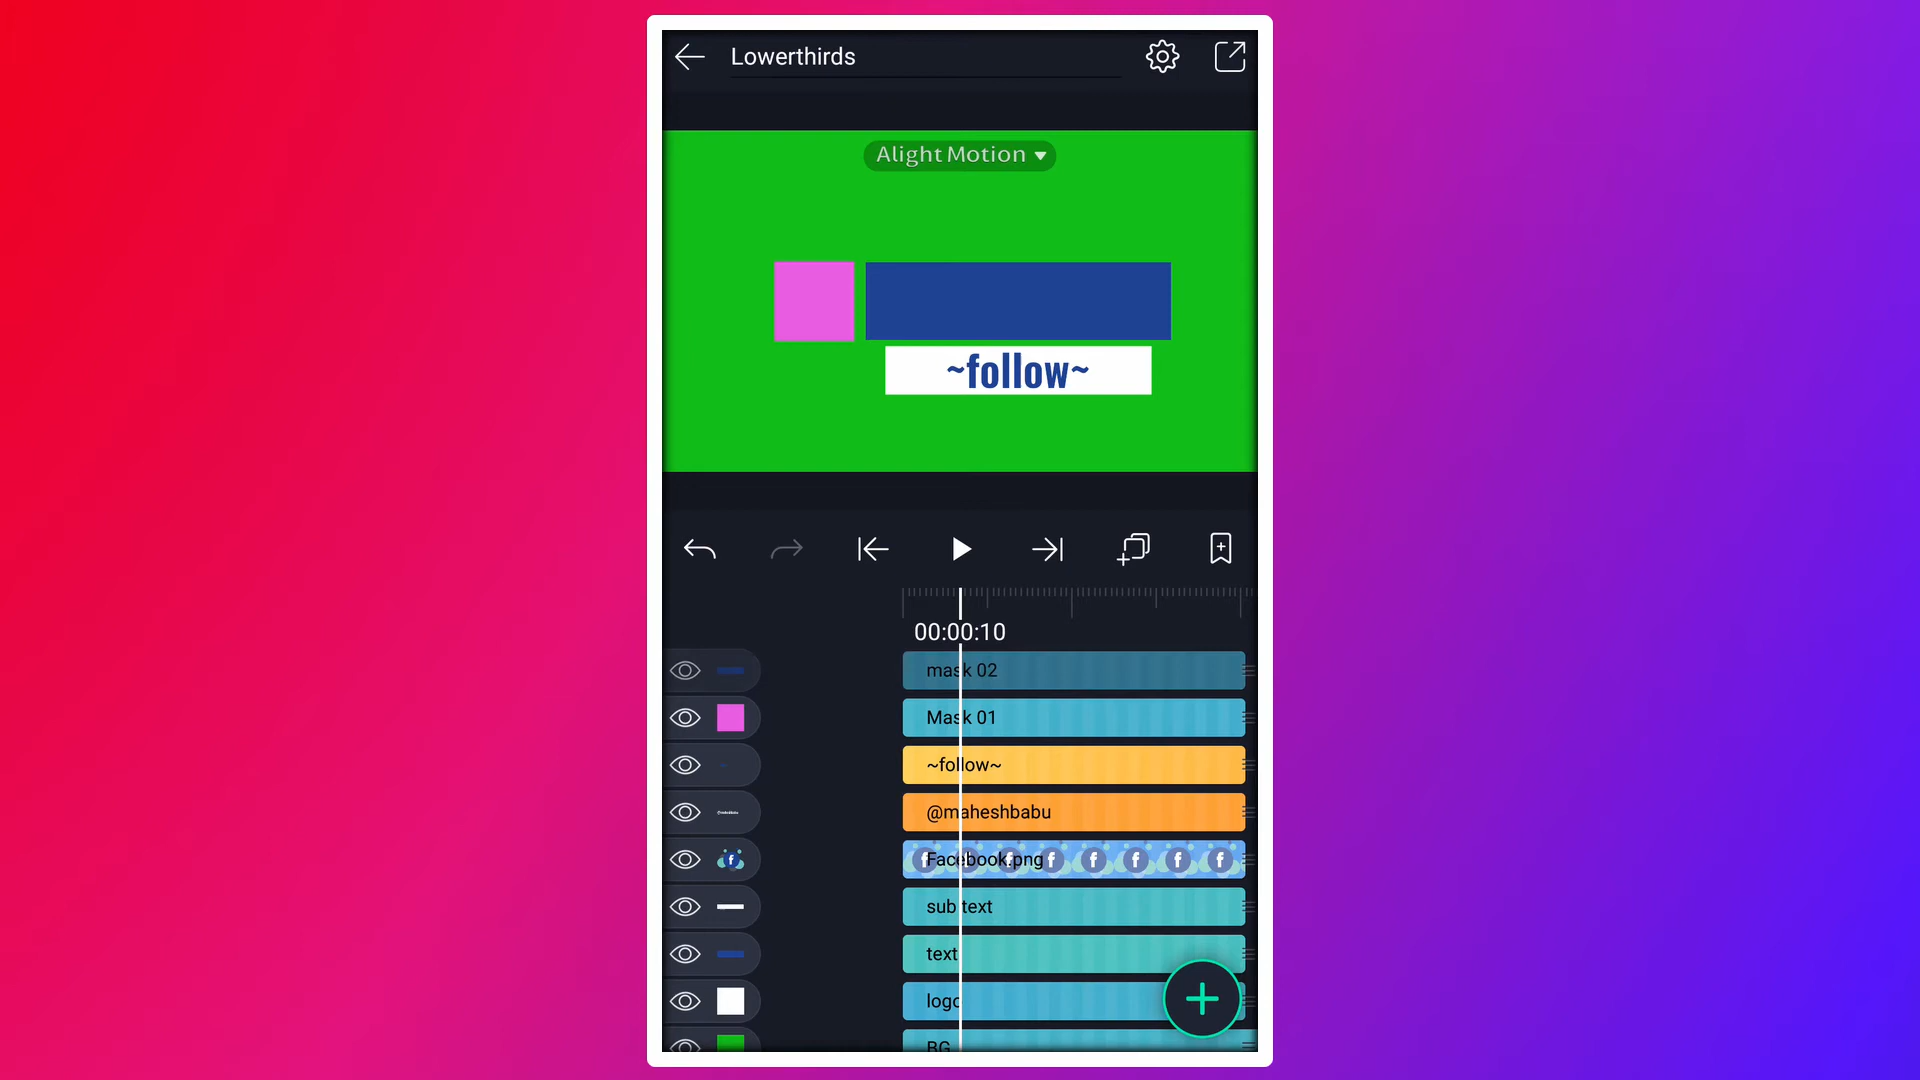 Lowerthirds
Alight Motion
~follow~
00:00:10
mask 02
Mask 01
~follow~
@maheshbabu
Facebook.png
sub text
text
logo
BG